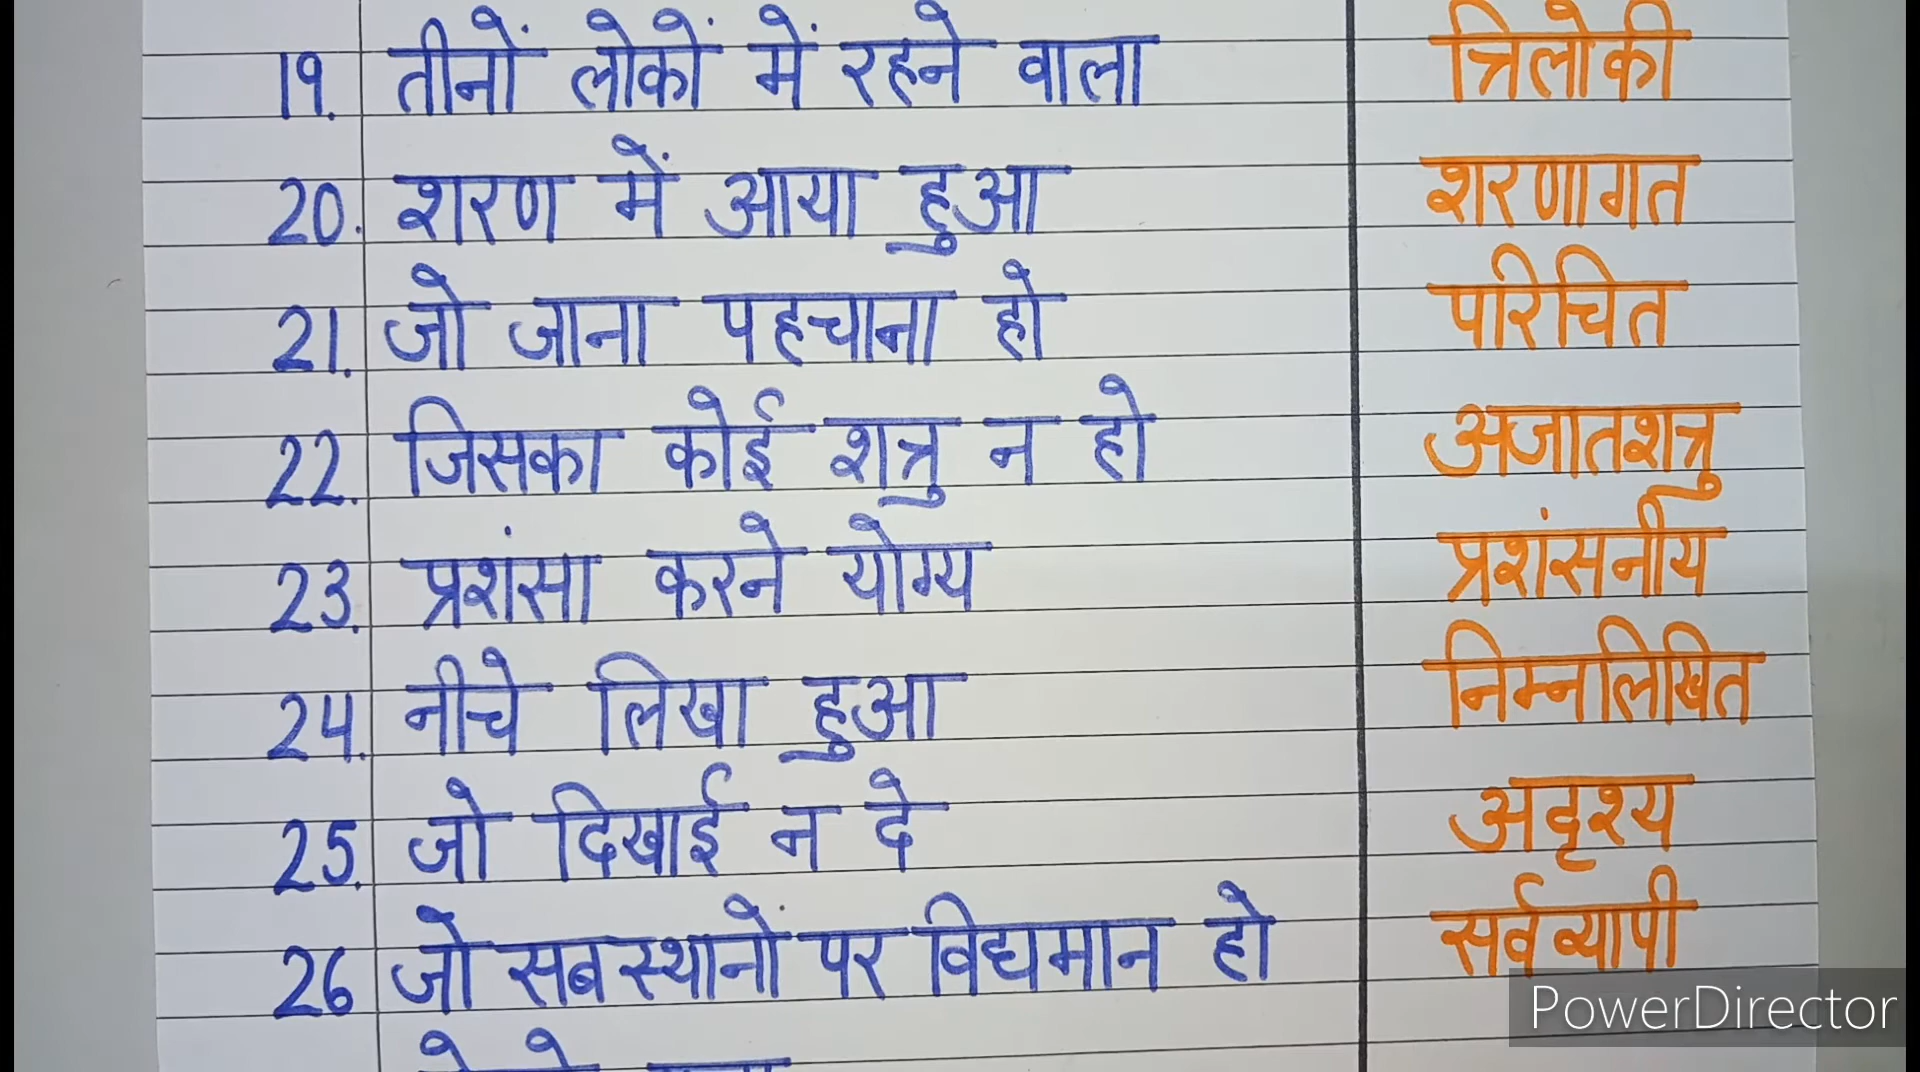 19. तीनों लोकों में रहने वाला त्रिलोकी
20. शरण में आया हुआ शरणागत
21. जो जाना पहचाना हो परिचित
22. जिसका कोई शत्रु न हो अजातशत्रु
23. प्रशंसा करने योग्य प्रशंसनीय
24. नीचे लिखा हुआ निम्नलिखित
25. जो दिखाई न दे अदृश्य
26 जो सब स्थानों पर विद्यमान हो सर्वव्यापी
PowerDirector